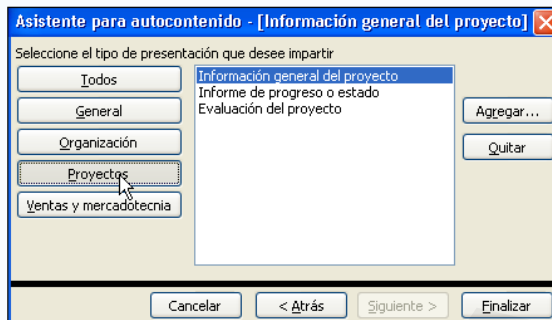 Asistente para autocontenido - [Información general del proyecto]
Seleccione el tipo de presentación que desee impartir
Todos
General
Organización
Proyectos
Ventas y mercadotecnia
Información general del proyecto
Informe de progreso o estado
Evaluación del proyecto
Agregar...
Quitar
Cancelar
< Atrás
Siguiente >
Finalizar